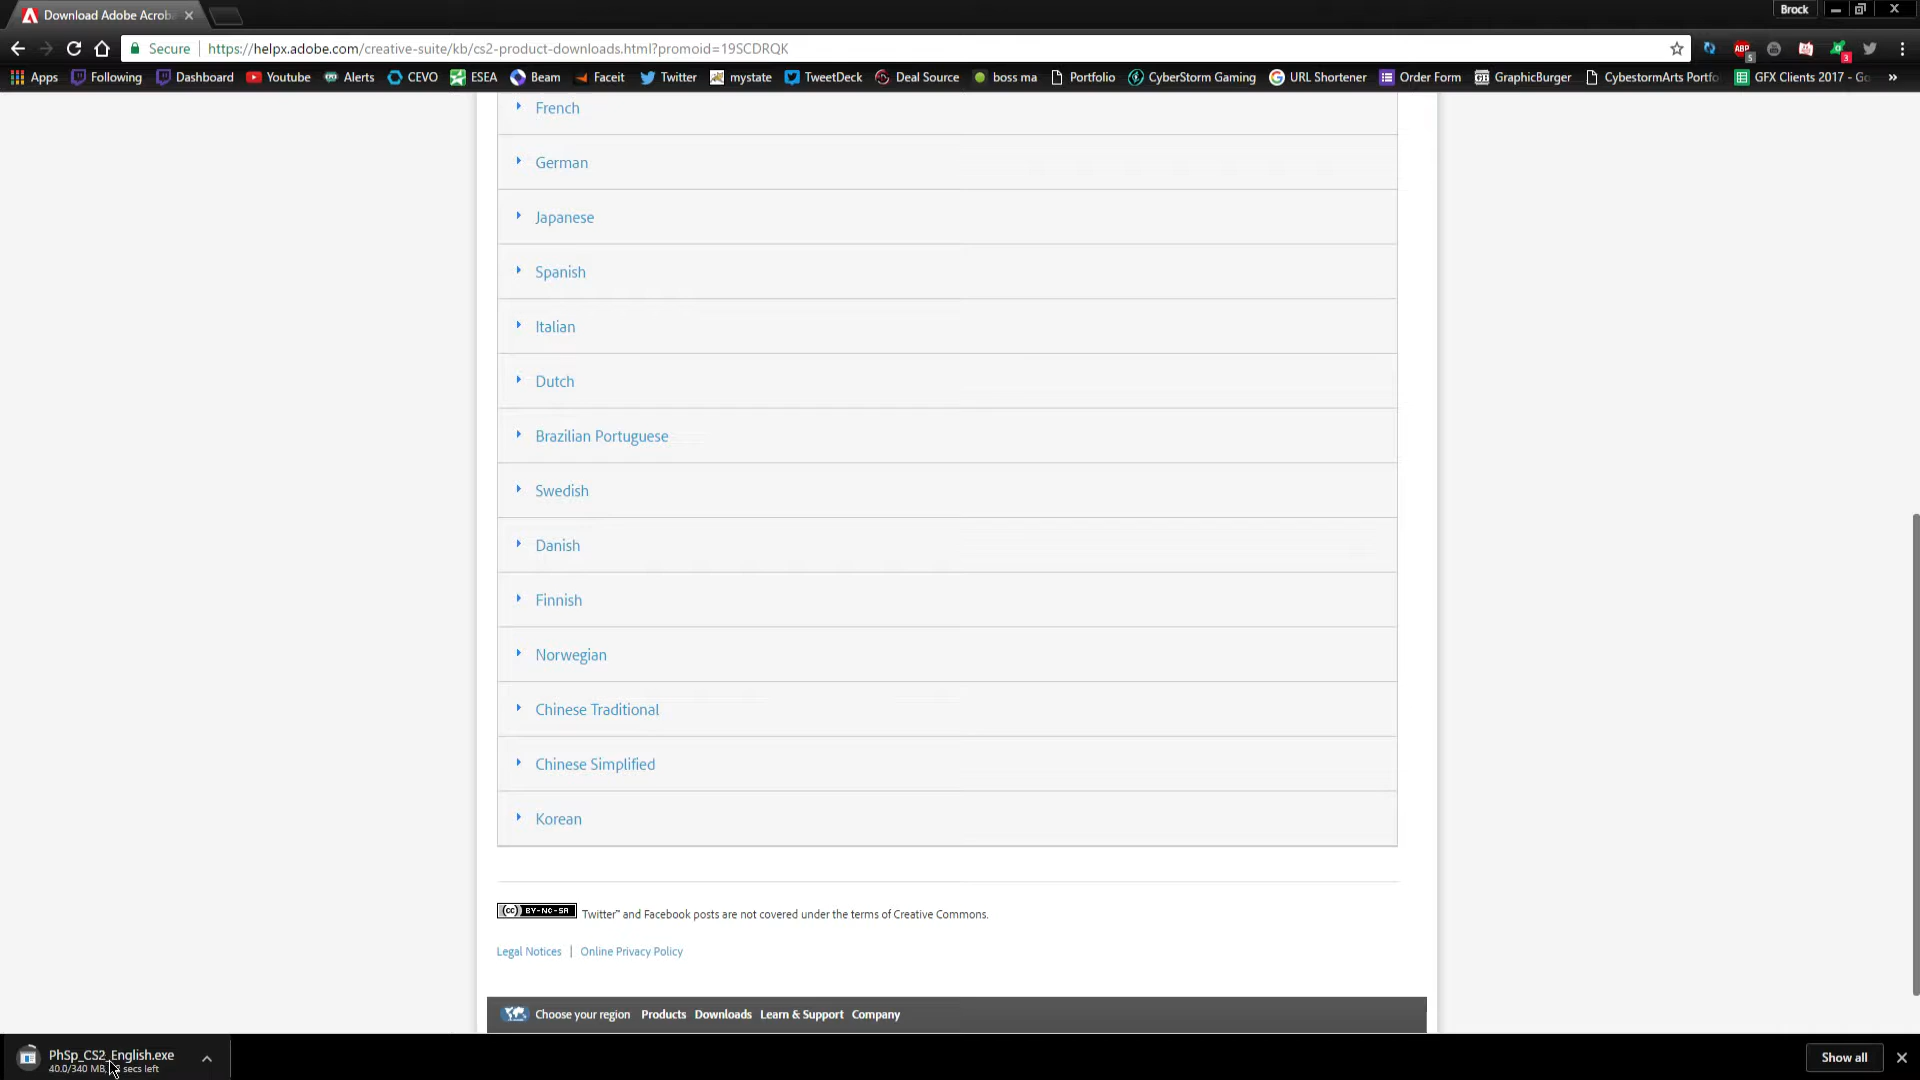 Download Adobe Acrob
Brock
Secure https://helpx.adobe.com/creative-suite/kb/cs2-product-downloads.html?promoid=19SCDRQK
ABP 5 3
Apps Following Dashboard Youtube Alerts CEVO ESEA Beam Faceit Twitter mystate TweetDeck Deal Source boss ma Portfolio CyberStorm Gaming URL Shortener Order Form GraphicBurger CybestormArts Portfo GFX Clients 2017 - Go »
French
German
Japanese
Spanish
Italian
Dutch
Brazilian Portuguese
Swedish
Danish
Finnish
Norwegian
Chinese Traditional
Chinese Simplified
Korean
(cc) BY-NC-SA Twitter™ and Facebook posts are not covered under the terms of Creative Commons.
Legal Notices | Online Privacy Policy
Choose your region Products Downloads Learn & Support Company
PhSp_CS2_English.exe
40.0/340 MB, secs left
Show all